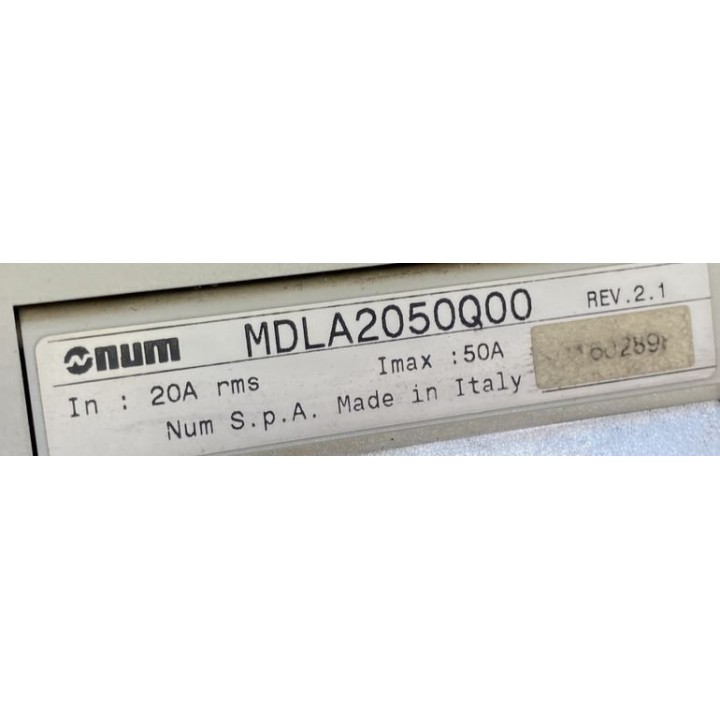 num MDLA2050Q00 REV.2.1
In : 20A rms Imax :50A
Num S.p.A. Made in Italy